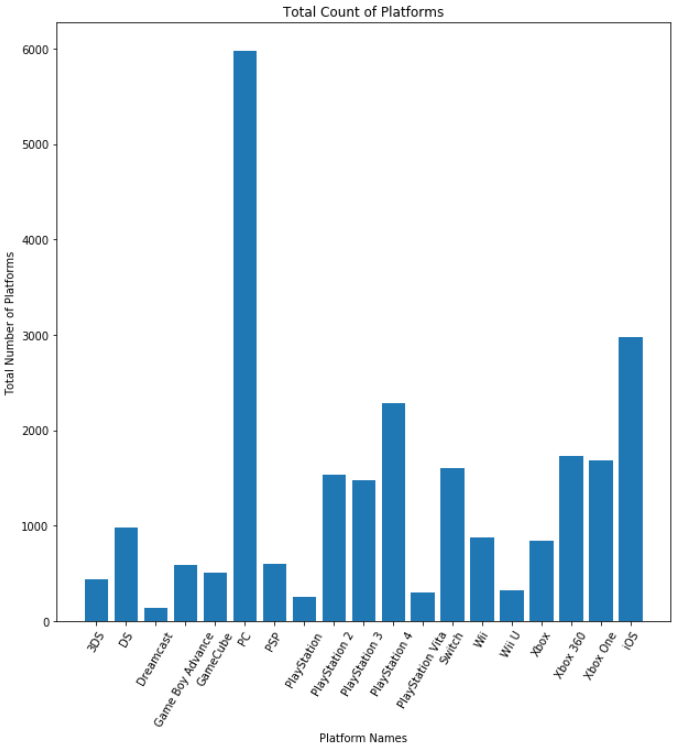 Total Count of Platforms
Total Number of Platforms
6000
5000
4000
3000
2000
1000
0
3DS
DS
Dreamcast
Game Boy Advance
GameCube
PC
PSP
PlayStation
PlayStation 2
PlayStation 3
PlayStation 4
PlayStation Vita
Switch
Wii
Wii U
Xbox
Xbox 360
Xbox One
iOS
Platform Names